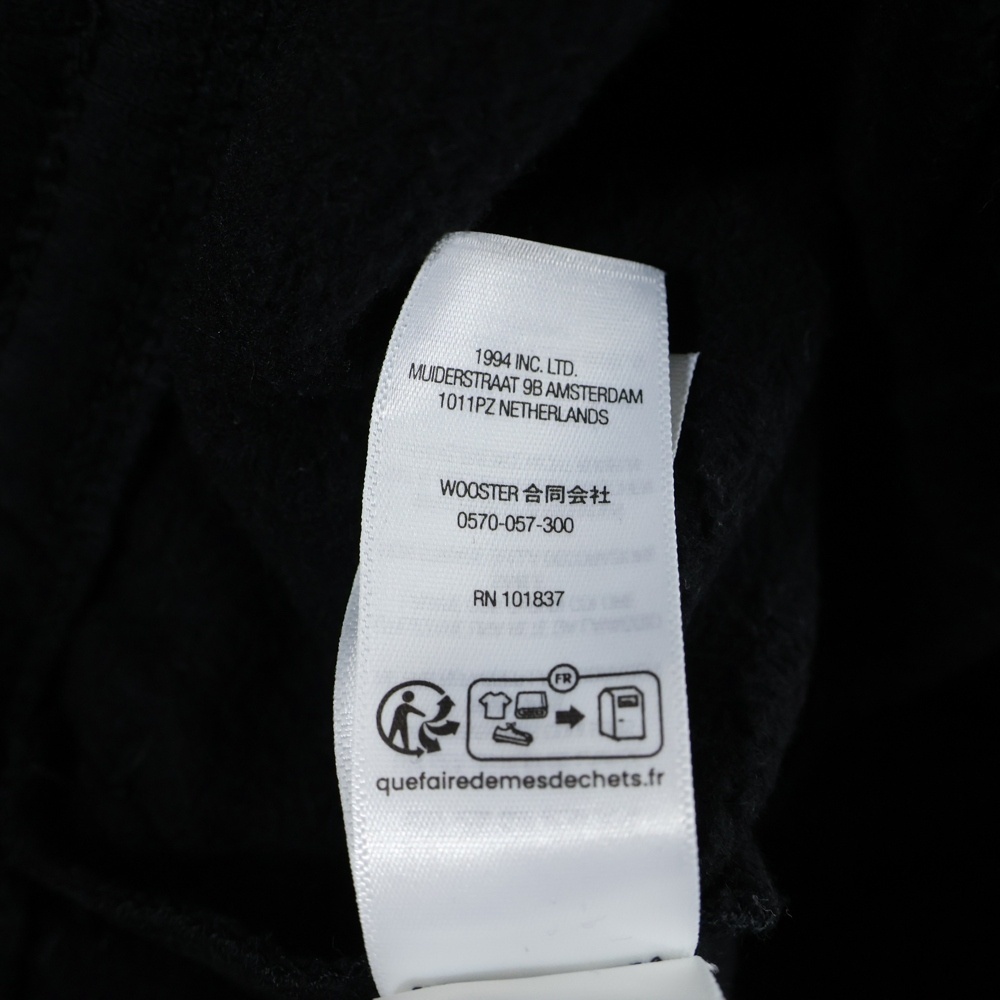 1994 INC. LTD.
MUIDERSTRAAT 9B AMSTERDAM
1011PZ NETHERLANDS
WOOSTER 合同会社
0570-057-300
RN 101837
FR
quefairedemesdechets.fr